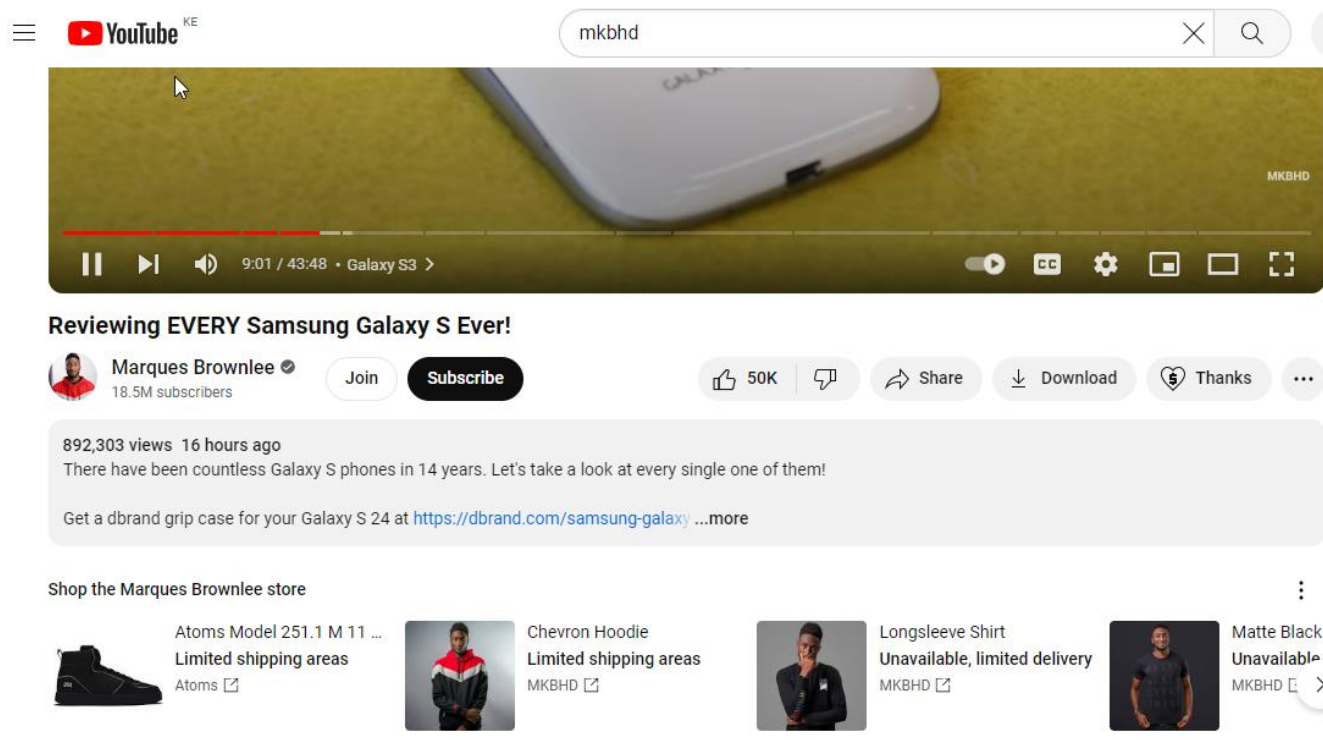 YouTube KE
mkbhd
GALAX
MKBHD
9:01 / 43:48 • Galaxy S3
CC
Reviewing EVERY Samsung Galaxy S Ever!
Marques Brownlee
18.5M subscribers
Join
Subscribe
50K
Share
Download
Thanks
892,303 views 16 hours ago
There have been countless Galaxy S phones in 14 years. Let's take a look at every single one of them!
Get a dbrand grip case for your Galaxy S 24 at https://dbrand.com/samsung-galaxy ...more
Shop the Marques Brownlee store
Atoms Model 251.1 M 11 ...
Limited shipping areas
Atoms
Chevron Hoodie
Limited shipping areas
MKBHD
Longsleeve Shirt
Unavailable, limited delivery
MKBHD
Matte Black
Unavailable
MKBHD